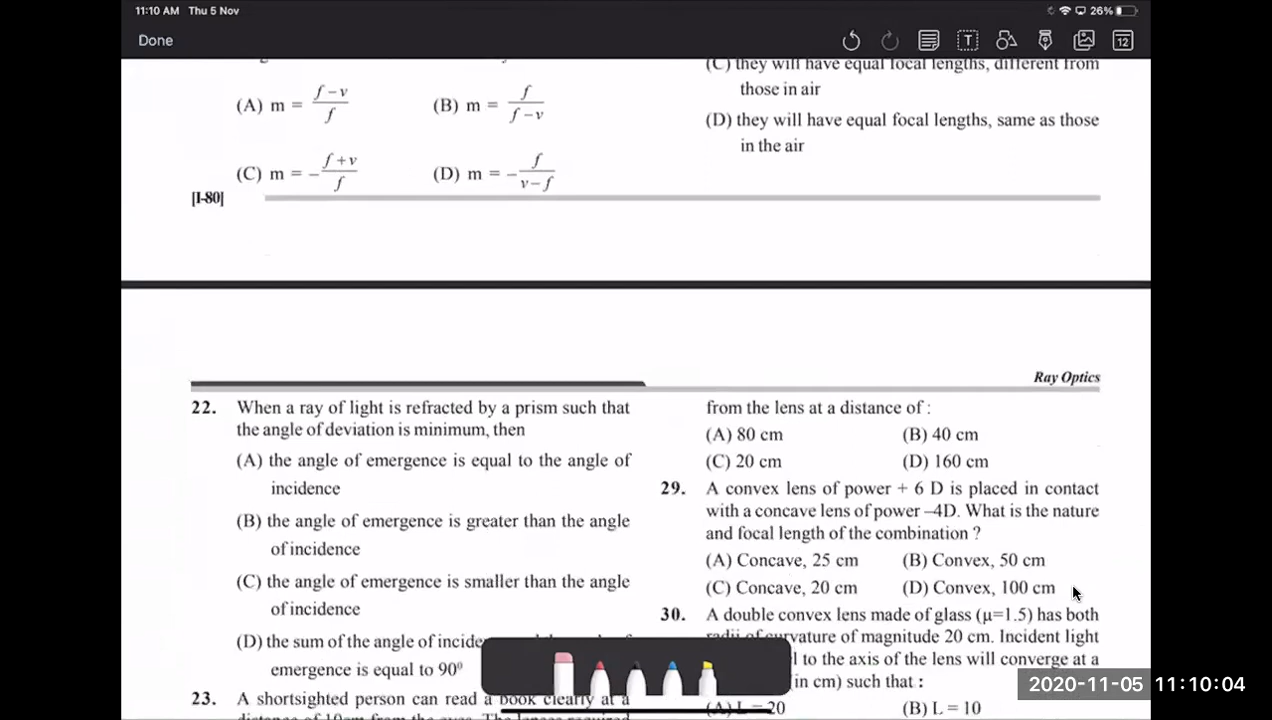 11:10 AM Thu 5 Nov
26%
Done
T
12
(A) m = f–v/f (B) m = f/f–v
(C) m = –f+v/f (D) m = –f/v–f
[I-80]
(C) they will have equal focal lengths, different from
those in air
(D) they will have equal focal lengths, same as those
in the air
Ray Optics
22. When a ray of light is refracted by a prism such that
the angle of deviation is minimum, then
(A) the angle of emergence is equal to the angle of
incidence
(B) the angle of emergence is greater than the angle
of incidence
(C) the angle of emergence is smaller than the angle
of incidence
(D) the sum of the angle of
emergence is equal to 90⁰
23. A shortsighted person can read a book clearly at a
from the lens at a distance of :
(A) 80 cm (B) 40 cm
(C) 20 cm (D) 160 cm
29. A convex lens of power + 6 D is placed in contact
with a concave lens of power –4D. What is the nature
and focal length of the combination ?
(A) Concave, 25 cm (B) Convex, 50 cm
(C) Concave, 20 cm (D) Convex, 100 cm
30. A double convex lens made of glass (μ=1.5) has both
radii of curvature of magnitude 20 cm. Incident light
to the axis of the lens will converge at a
(in cm) such that :
(A) L = 20 (B) L = 10
2020-11-05 11:10:04